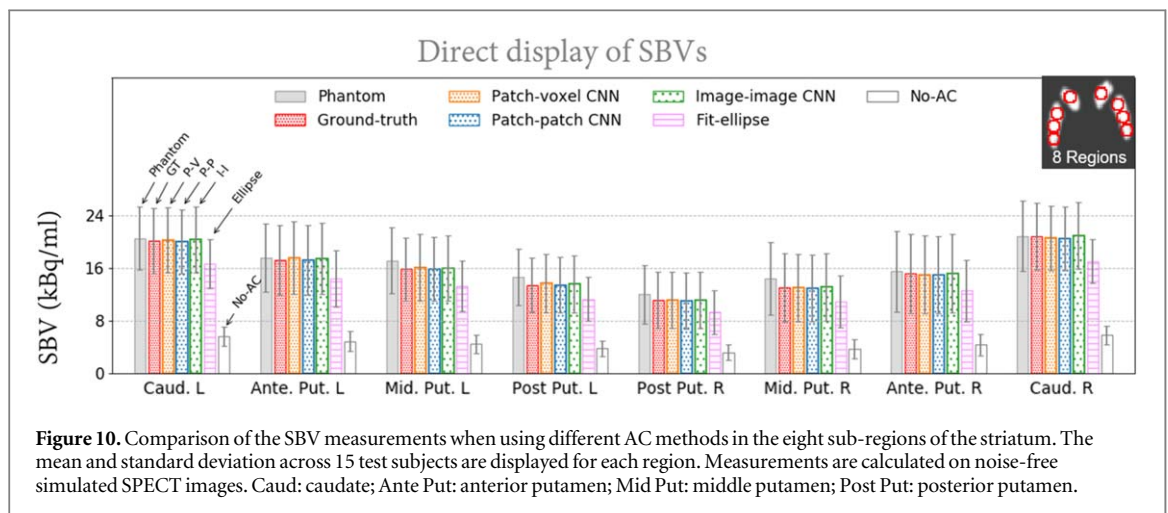 Direct display of SBVs
Phantom
Patch-voxel CNN
Image-image CNN
No-AC
Ground-truth
Patch-patch CNN
Fit-ellipse
8 Regions
Phantom
GT
P-V
P-P
I-I
Ellipse
No-AC
SBV (kBq/ml)
24
16
8
0
Caud. L
Ante. Put. L
Mid. Put. L
Post Put. L
Post Put. R
Mid. Put. R
Ante. Put. R
Caud. R
Figure 10. Comparison of the SBV measurements when using different AC methods in the eight sub-regions of the striatum. The
mean and standard deviation across 15 test subjects are displayed for each region. Measurements are calculated on noise-free
simulated SPECT images. Caud: caudate; Ante Put: anterior putamen; Mid Put: middle putamen; Post Put: posterior putamen.